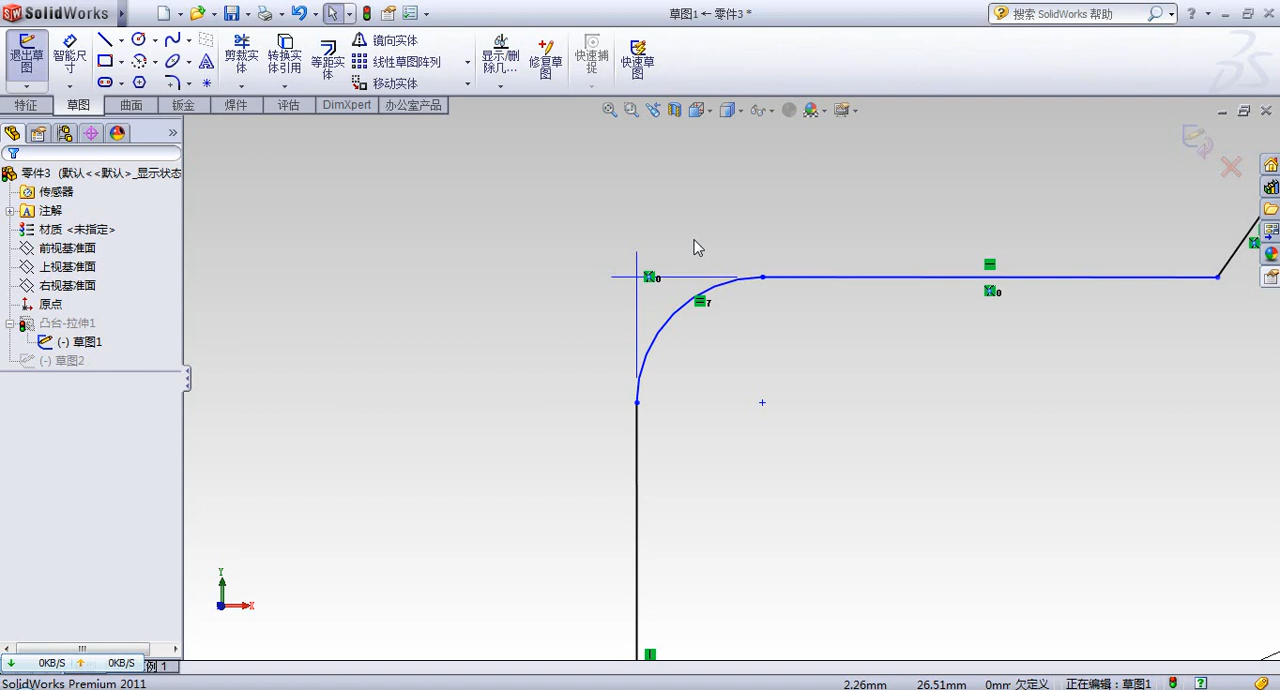 SolidWorks
草图1 ← 零件3 *
搜索 SolidWorks 帮助
退出草图
智能尺寸
剪裁实体
转换实体引用
等距实体
镜向实体
线性草图阵列
移动实体
显示/删除几...
修复草图
快速捕捉
快速草图
特征
草图
曲面
钣金
焊件
评估
DimXpert
办公室产品
零件3 (默认<<默认>_显示状态
传感器
注解
材质 <未指定>
前视基准面
上视基准面
右视基准面
原点
凸台-拉伸1
(-) 草图1
(-) 草图2
0
7
0
Y
X
0KB/S
0KB/S
例 1
SolidWorks Premium 2011
2.26mm
26.51mm
0mm 欠定义
正在编辑：草图1